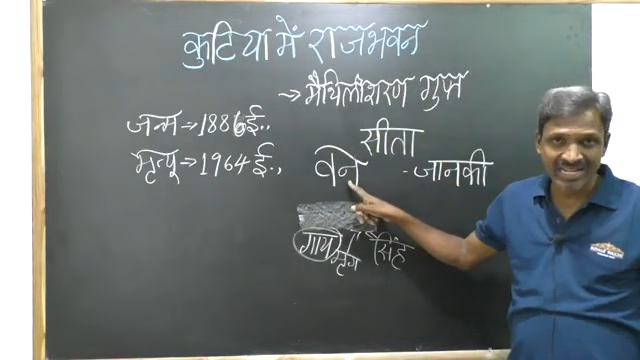 कुटिया में राजभवन
→ मैथिलीशरण गुप्त
जन्म → 1886 ई.,
मृत्यू → 1964 ई.,
सीता
वन
- जानकी
गाय
मृग
सिंह